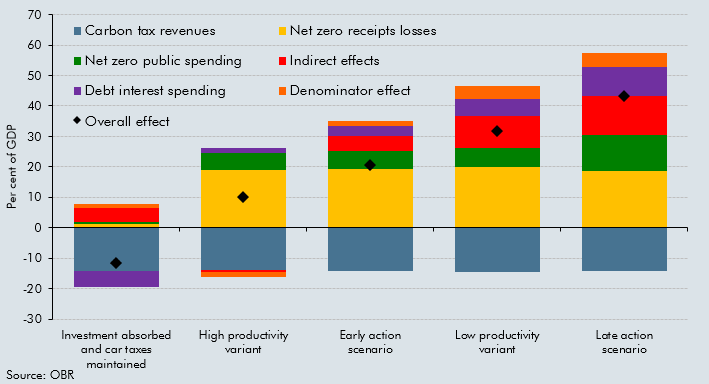 70
60
50
40
30
20
10
0
-10
-20
-30
Per cent of GDP
Carbon tax revenues
Net zero receipts losses
Net zero public spending
Indirect effects
Debt interest spending
Denominator effect
Overall effect
Investment absorbed
and car taxes
maintained
High productivity
variant
Early action
scenario
Low productivity
variant
Late action
scenario
Source: OBR